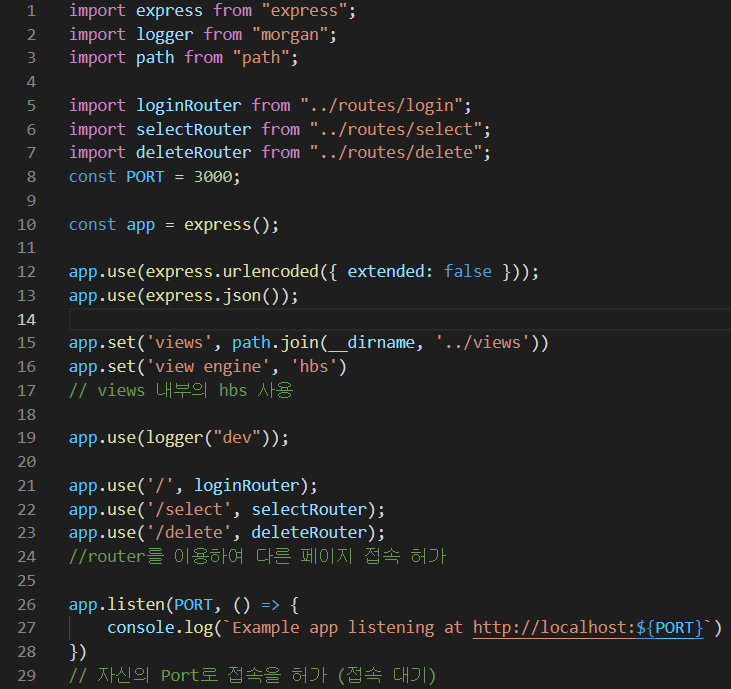 1 import express from "express";
2 import logger from "morgan";
3 import path from "path";
4
5 import loginRouter from "../routes/login";
6 import selectRouter from "../routes/select";
7 import deleteRouter from "../routes/delete";
8 const PORT = 3000;
9
10 const app = express();
11
12 app.use(express.urlencoded({ extended: false }));
13 app.use(express.json());
14
15 app.set('views', path.join(__dirname, '../views'))
16 app.set('view engine', 'hbs')
17 // views 내부의 hbs 사용
18
19 app.use(logger("dev"));
20
21 app.use('/', loginRouter);
22 app.use('/select', selectRouter);
23 app.use('/delete', deleteRouter);
24 //router를 이용하여 다른 페이지 접속 허가
25
26 app.listen(PORT, () => {
27     console.log(`Example app listening at http://localhost:${PORT}`)
28 })
29 // 자신의 Port로 접속을 허가 (접속 대기)